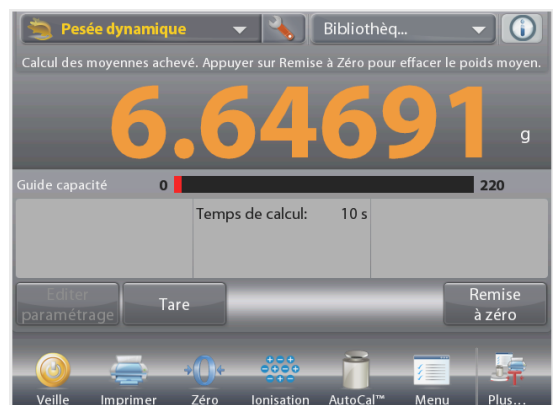 Pesée dynamique
Bibliothèq...
Calcul des moyennes achevé. Appuyer sur Remise à Zéro pour effacer le poids moyen.
6.64691 g
Guide capacité 0 220
Temps de calcul: 10 s
Editer paramétrage
Tare
Remise à zéro
Veille Imprimer Zéro Ionisation AutoCal™ Menu Plus...